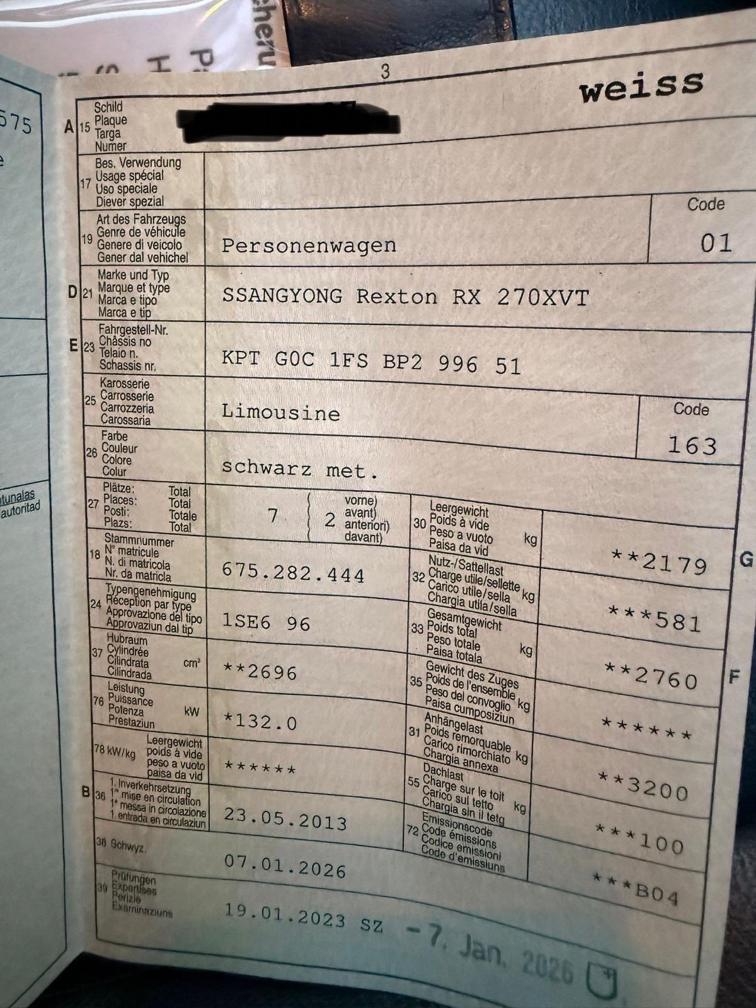 cheru
P
H
S
575
e
tunalas
autoritad
3
weiss
A 15 Schild
Plaque
Targa
Numer
17 Bes. Verwendung
Usage spécial
Uso speciale
Diever spezial
19 Art des Fahrzeugs
Genre de véhicule
Genere di veicolo
Gener dal vehichel
Personenwagen
Code
01
D 21 Marke und Typ
Marque et type
Marca e tipo
Marca e tip
SSANGYONG Rexton RX 270XVT
E 23 Fahrgestell-Nr.
Châssis no
Telaio n.
Schassis nr.
KPT G0C 1FS BP2 996 51
25 Karosserie
Carrosserie
Carrozzeria
Carossaria
Limousine
Code
163
26 Farbe
Couleur
Colore
Colur
schwarz met.
27 Plätze: Total
Places: Total
Posti: Totale
Plazs: Total
7
2
vorne)
avant)
anteriori)
davant)
30 Leergewicht
Poids à vide
Peso a vuoto kg
Paisa da vid
**2179
G
18 Stammnummer
N° matricule
N. di matricola
Nr. da matricla
675.282.444
32 Nutz-/Sattellast
Charge utile/sellette kg
Carico utile/sella
Chargia utila/sella
***581
24 Typengenehmigung
Réception par type
Approvazione del tipo
Approvaziun dal tip
1SE6 96
33 Gesamtgewicht
Poids total
Peso totale kg
Paisa totala
**2760
F
37 Hubraum
Cylindrée
Cilindrata cm³
Cilindrada
**2696
35 Gewicht des Zuges
Poids de l'ensemble kg
Peso del convoglio
Paisa cumposiziun
******
76 Leistung
Puissance
Potenza kW
Prestaziun
*132.0
31 Anhängelast
Poids remorquable kg
Carico rimorchiato
Chargia annexa
**3200
78 kW/kg Leergewicht
poids à vide
peso a vuoto
paisa da vid
******
55 Dachlast
Charge sur le toit kg
Carico sul tetto
Chargia sin il tetg
***100
B 36 1. Inverkehrsetzung
1re mise en circulation
1a messa in circolazione
1. entrada en circulaziun
23.05.2013
72 Emissionscode
Code émissions
Codice emissioni
Code d'emissiuns
***B04
38 Schwyz,
07.01.2026
39 Prüfungen
Expertises
Perizie
Examinaziuns
19.01.2023 SZ
-7. Jan. 2026